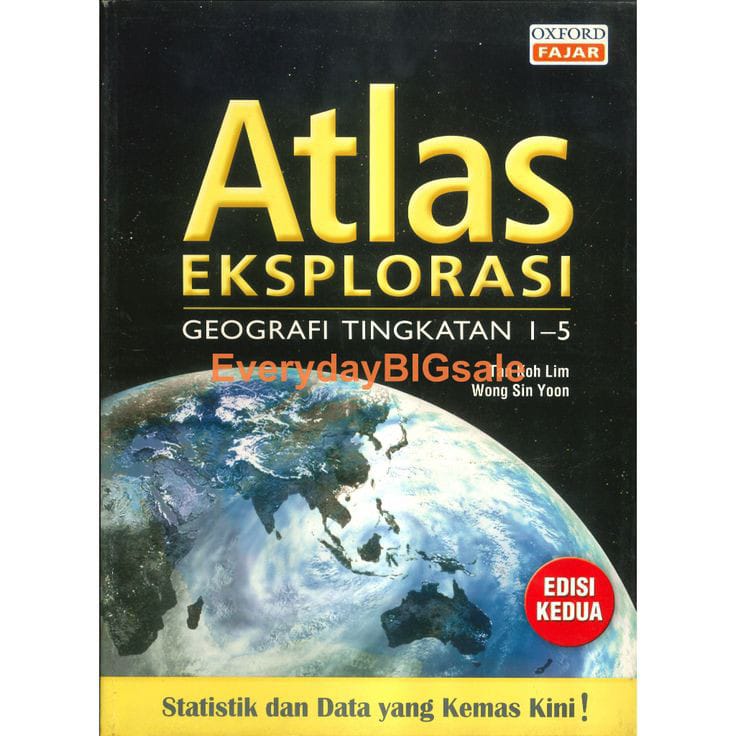 OXFORD
FAJAR
Atlas
EKSPLORASI
GEOGRAFI TINGKATAN 1–5
EverydayBIGsale
Koh Lim
Wong Sin Yoon
EDISI
KEDUA
Statistik dan Data yang Kemas Kini!